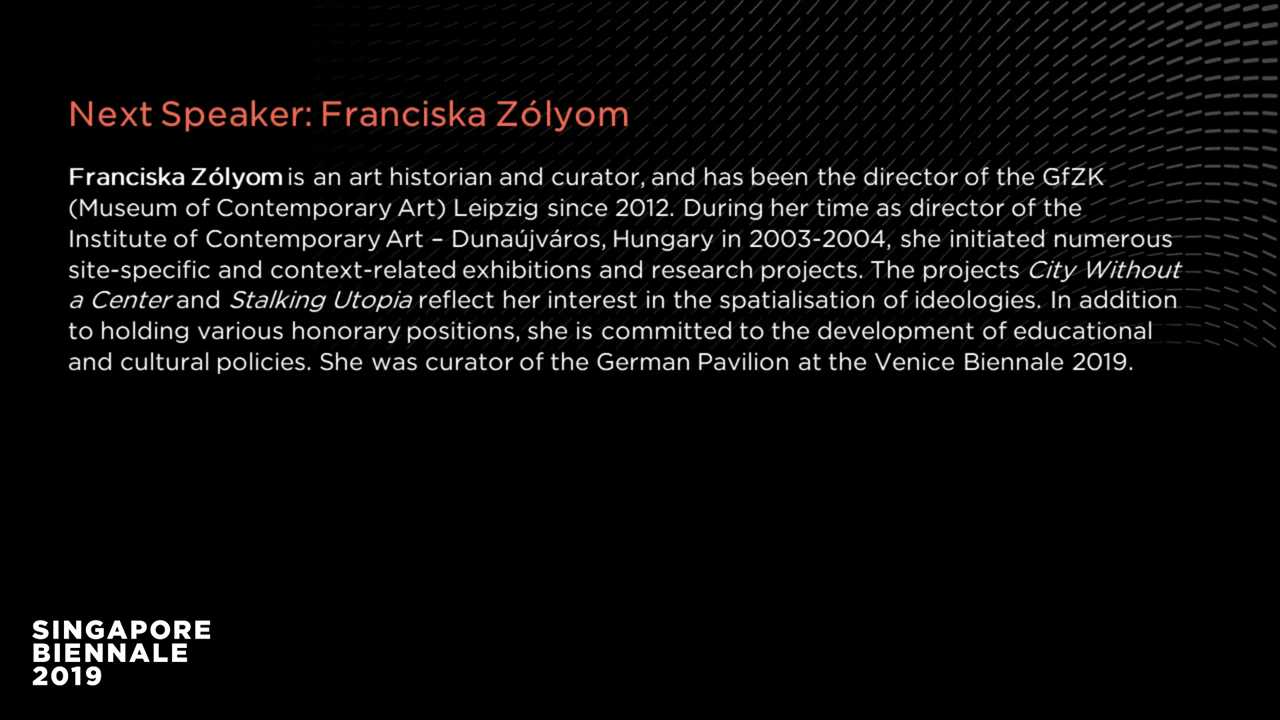 Next Speaker: Franciska Zólyom
Franciska Zólyom is an art historian and curator, and has been the director of the GfZK
(Museum of Contemporary Art) Leipzig since 2012. During her time as director of the
Institute of Contemporary Art – Dunaújváros, Hungary in 2003-2004, she initiated numerous
site-specific and context-related exhibitions and research projects. The projects City Without
a Center and Stalking Utopia reflect her interest in the spatialisation of ideologies. In addition
to holding various honorary positions, she is committed to the development of educational
and cultural policies. She was curator of the German Pavilion at the Venice Biennale 2019.
SINGAPORE
BIENNALE
2019